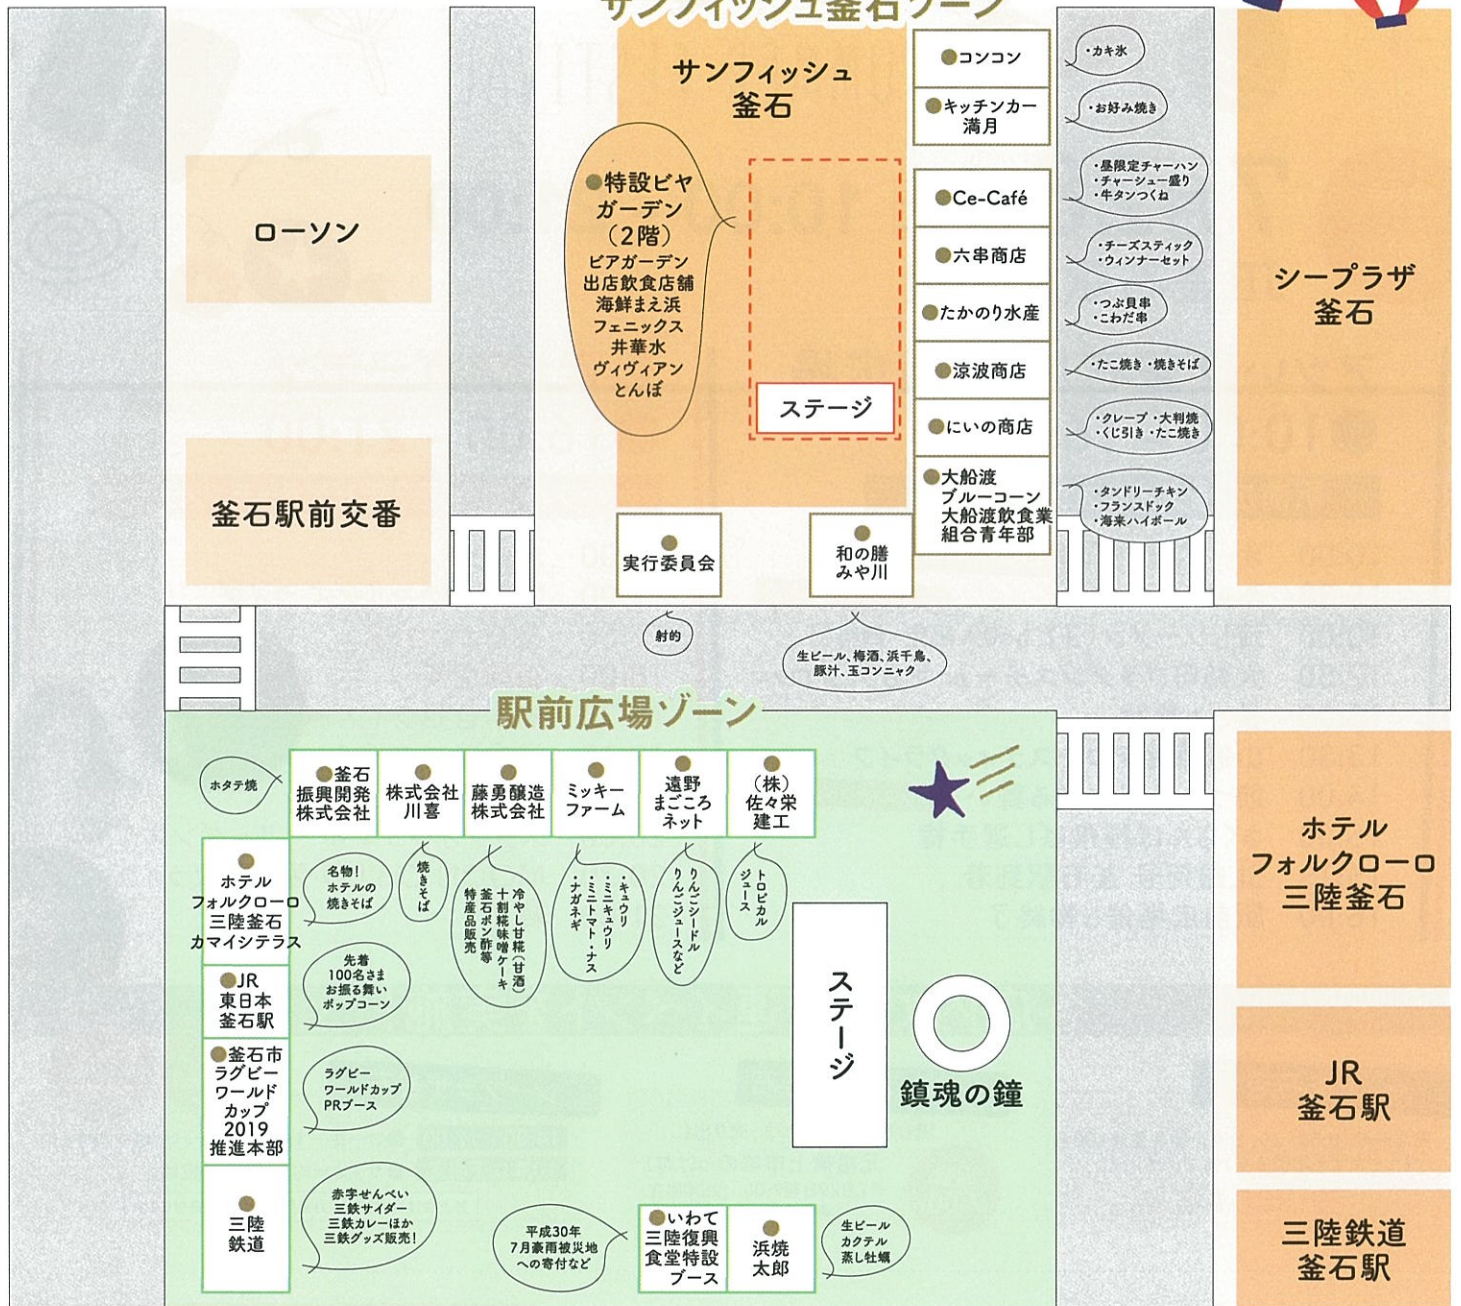 サンフィッシュ釜石ゾーン
サンフィッシュ
釜石
ローソン
釜石駅前交番
●特設ビヤ
ガーデン
（2階）
ビアガーデン
出店飲食店舗
海鮮まえ浜
フェニックス
井華水
ヴィヴィアン
とんぼ
ステージ
●コンコン
・カキ氷
●キッチンカー
満月
・お好み焼き
●Ce-Café
・昼限定チャーハン
・チャーシュー盛り
・牛タンつくね
●六串商店
・チーズスティック
・ウィンナーセット
●たかのり水産
・つぶ貝串
・こわだ串
●涼波商店
・たこ焼き ・焼きそば
●にいの商店
・クレープ ・大判焼
・くじ引き ・たこ焼き
●大船渡
ブルーコーン
大船渡飲食業
組合青年部
・タンドリーチキン
・フランスドック
・海来ハイボール
シープラザ
釜石
●
実行委員会
射的
●
和の膳
みや川
生ビール、梅酒、浜千鳥、
豚汁、玉コンニャク
駅前広場ゾーン
ホタテ焼
●釜石
振興開発
株式会社
●
株式会社
川喜
焼きそば
●
藤勇醸造
株式会社
冷やし甘糀（甘酒）
十割糀味噌ケーキ
釜石ポン酢等
特産品販売
●
ミッキー
ファーム
・キュウリ
・ミニキュウリ
・ミニトマト・ナス
・ナガネギ
●
遠野
まごころ
ネット
りんごシードル
りんごジュースなど
●
（株）
佐々栄
建工
トロピカル
ジュース
●
ホテル
フォルクローロ
三陸釜石
カマイシテラス
名物！
ホテルの
焼きそば
●JR
東日本
釜石駅
先着
100名さま
お振る舞い
ポップコーン
●釜石市
ラグビー
ワールド
カップ
2019
推進本部
ラグビー
ワールドカップ
PRブース
●
三陸
鉄道
赤字せんべい
三鉄サイダー
三鉄カレーほか
三鉄グッズ販売！
平成30年
7月豪雨被災地
への寄付など
●いわて
三陸復興
食堂特設
ブース
●
浜焼
太郎
生ビール
カクテル
蒸し牡蠣
ステージ
鎮魂の鐘
ホテル
フォルクローロ
三陸釜石
JR
釜石駅
三陸鉄道
釜石駅